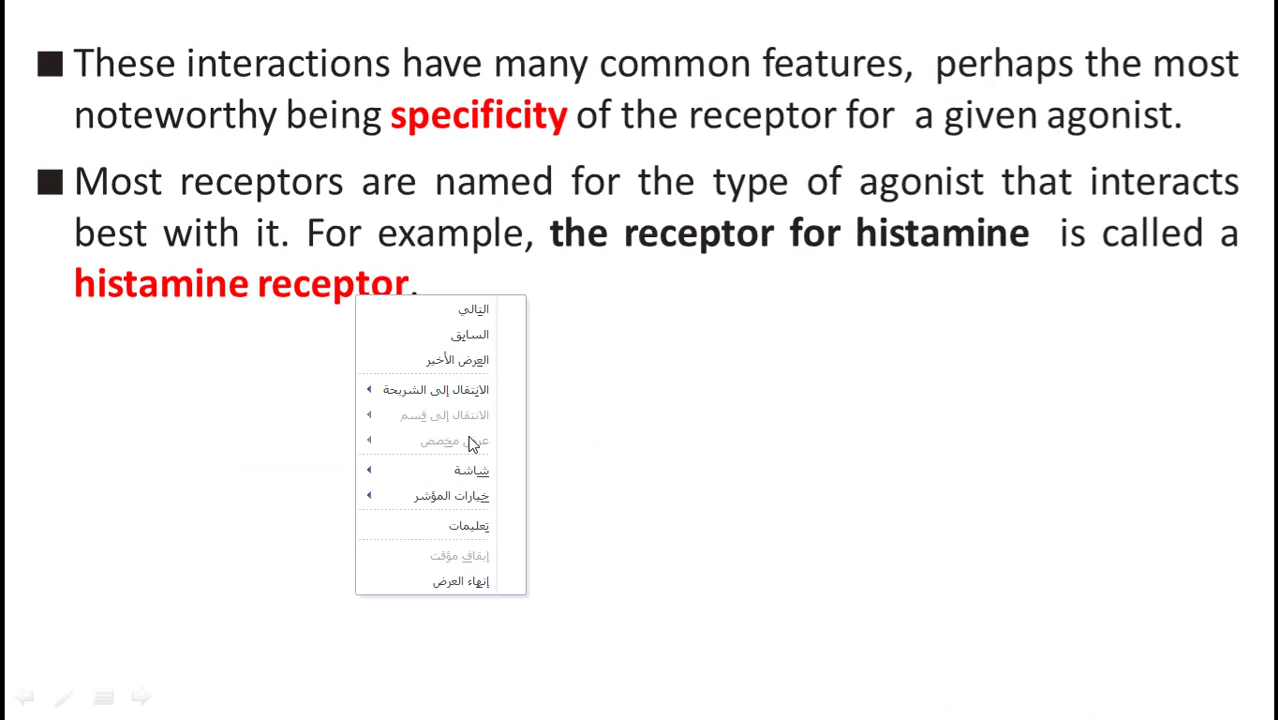 These interactions have many common features, perhaps the most
noteworthy being specificity of the receptor for a given agonist.
Most receptors are named for the type of agonist that interacts
best with it. For example, the receptor for histamine is called a
histamine receptor.
التالي
السابق
العرض الأخير
الانتقال إلى الشريحة
الانتقال إلى قسم
عرض مخصص
شاشة
خيارات المؤشر
تعليمات
إيقاف مؤقت
إنهاء العرض